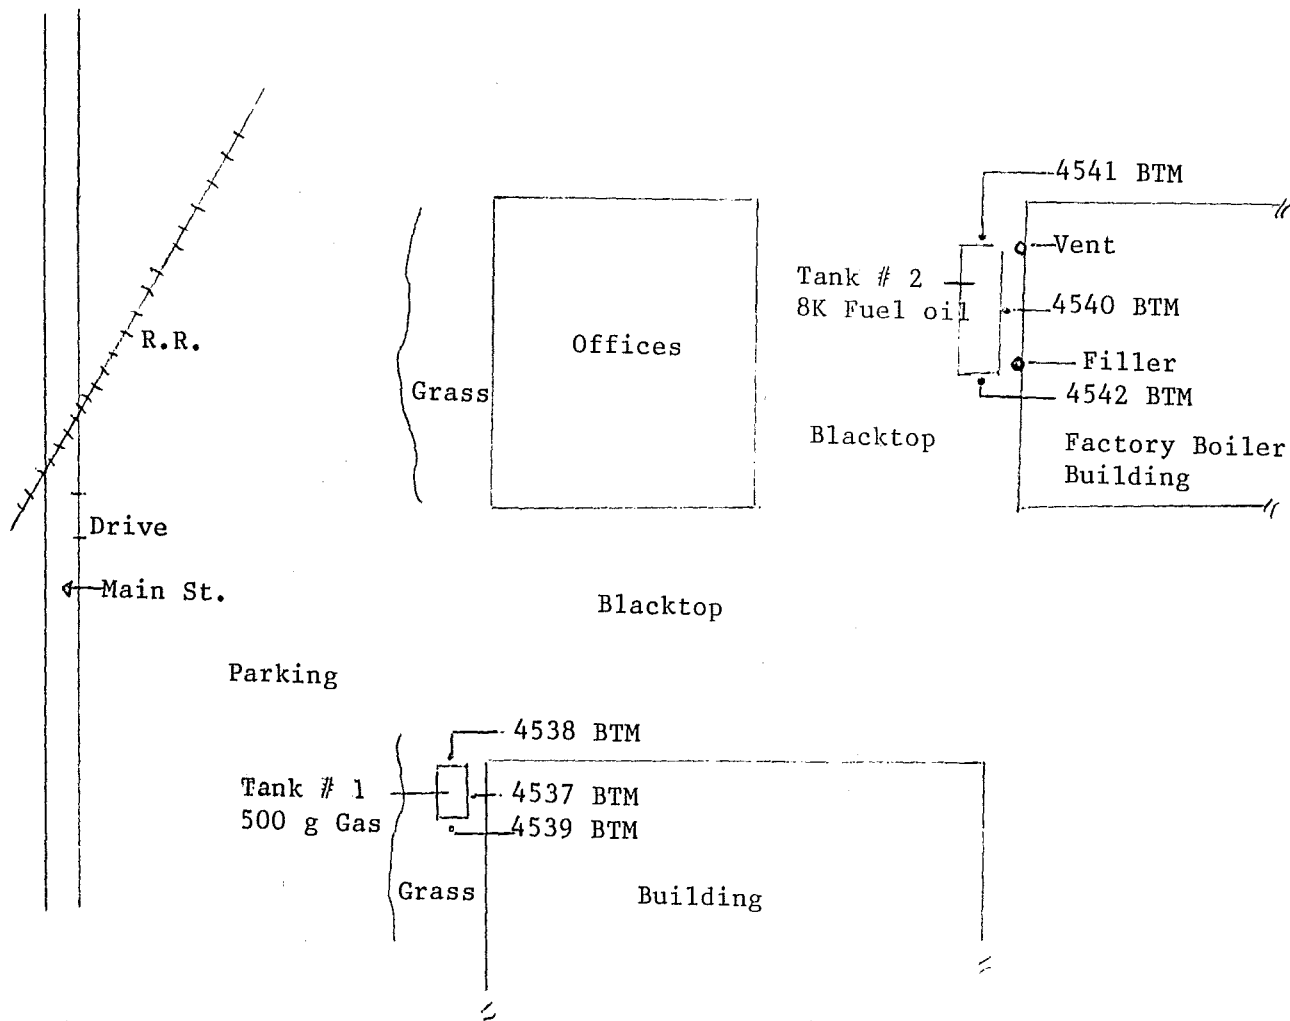 4541 BTM
Vent
Tank # 2
8K Fuel oil
4540 BTM
R.R.
Offices
Filler
Grass
4542 BTM
Blacktop
Factory Boiler
Building
Drive
Main St.
Blacktop
Parking
4538 BTM
Tank # 1
500 g Gas
4537 BTM
4539 BTM
Grass
Building